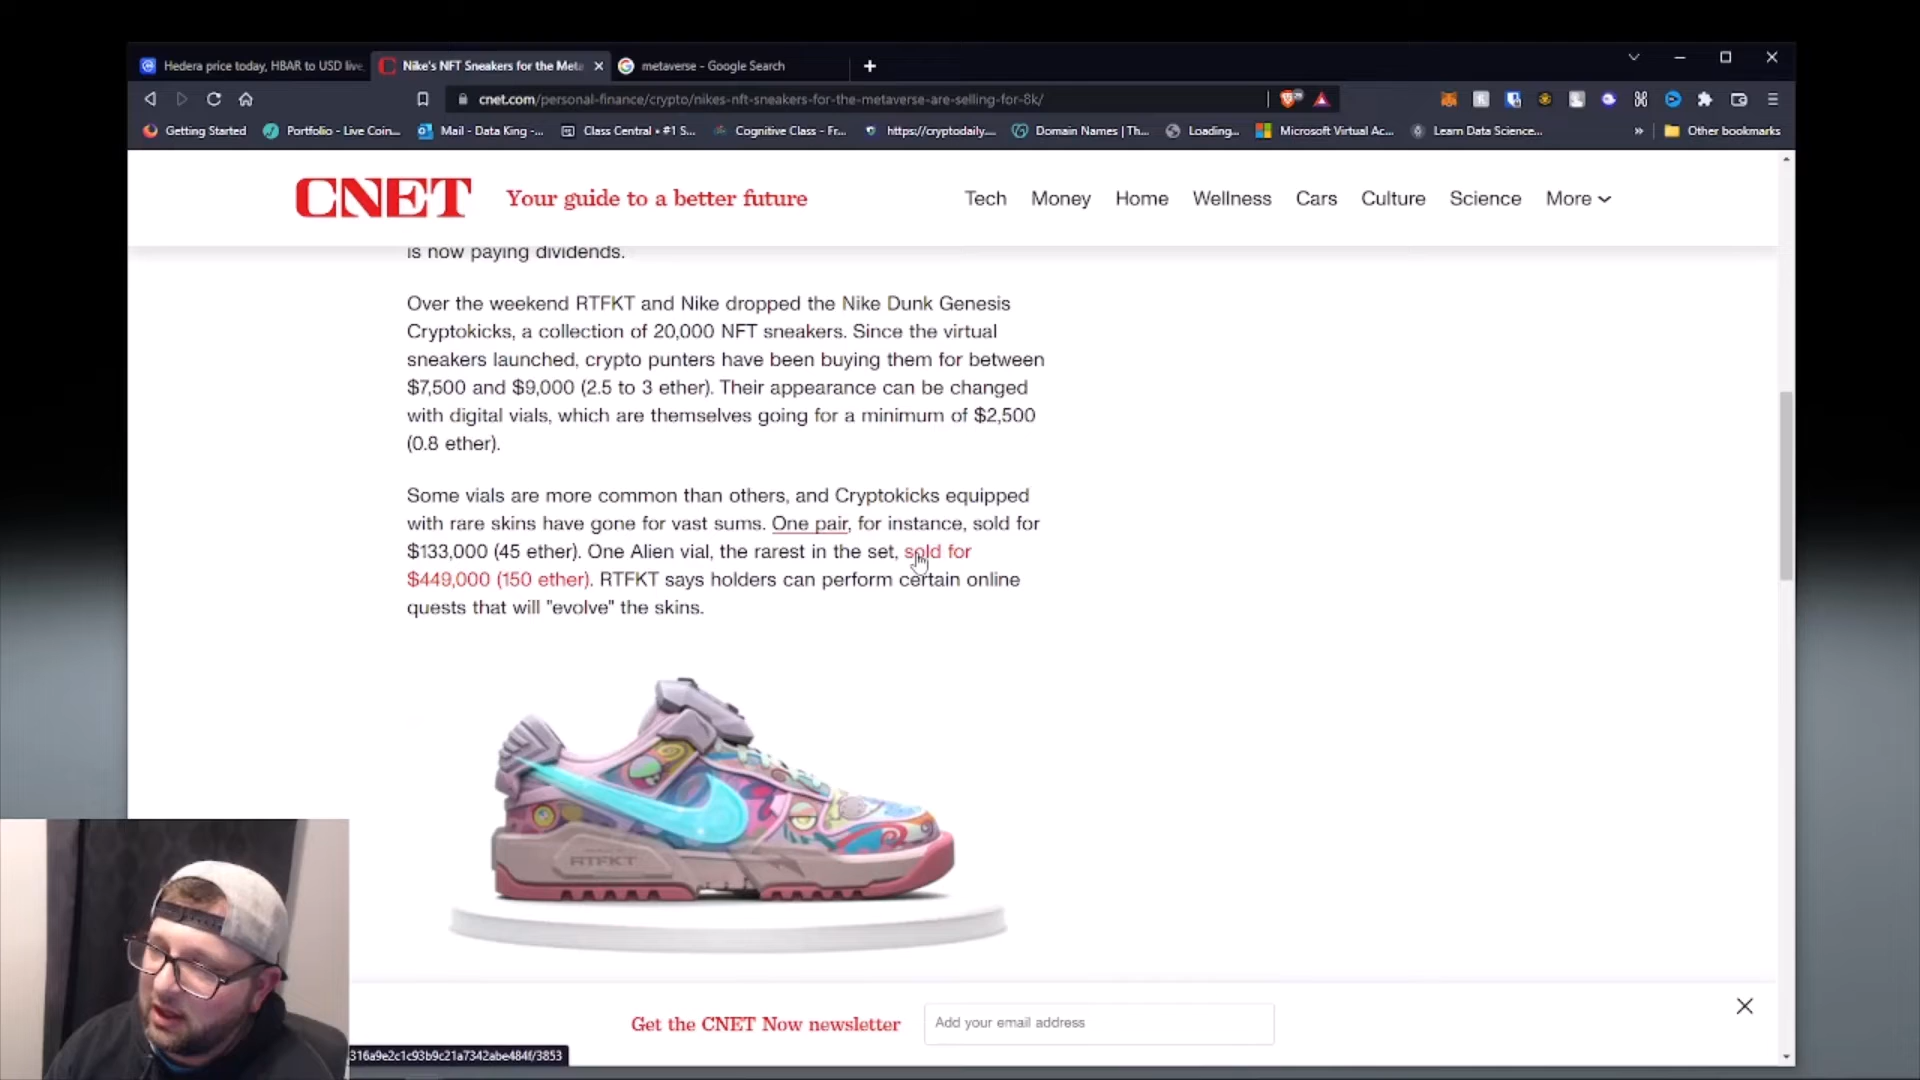 Hedera price today, HBAR to USD live,
Nike's NFT Sneakers for the Meta
metaverse - Google Search
cnet.com/personal-finance/crypto/nikes-nft-sneakers-for-the-metaverse-are-selling-for-8k/
Getting Started
Portfolio - Live Coin...
Mail - Data King -...
Class Central • #1 S...
Cognitive Class - Fr...
https://cryptodaily....
Domain Names | Th...
Loading...
Microsoft Virtual Ac...
Learn Data Science...
»
Other bookmarks
CNET
Your guide to a better future
Tech
Money
Home
Wellness
Cars
Culture
Science
More
is now paying dividends.
Over the weekend RTFKT and Nike dropped the Nike Dunk Genesis
Cryptokicks, a collection of 20,000 NFT sneakers. Since the virtual
sneakers launched, crypto punters have been buying them for between
$7,500 and $9,000 (2.5 to 3 ether). Their appearance can be changed
with digital vials, which are themselves going for a minimum of $2,500
(0.8 ether).
Some vials are more common than others, and Cryptokicks equipped
with rare skins have gone for vast sums. One pair, for instance, sold for
$133,000 (45 ether). One Alien vial, the rarest in the set, sold for
$449,000 (150 ether). RTFKT says holders can perform certain online
quests that will "evolve" the skins.
RTFKT
Get the CNET Now newsletter
Add your email address
316a9e2c1c93b9c21a7342abe484f/3853